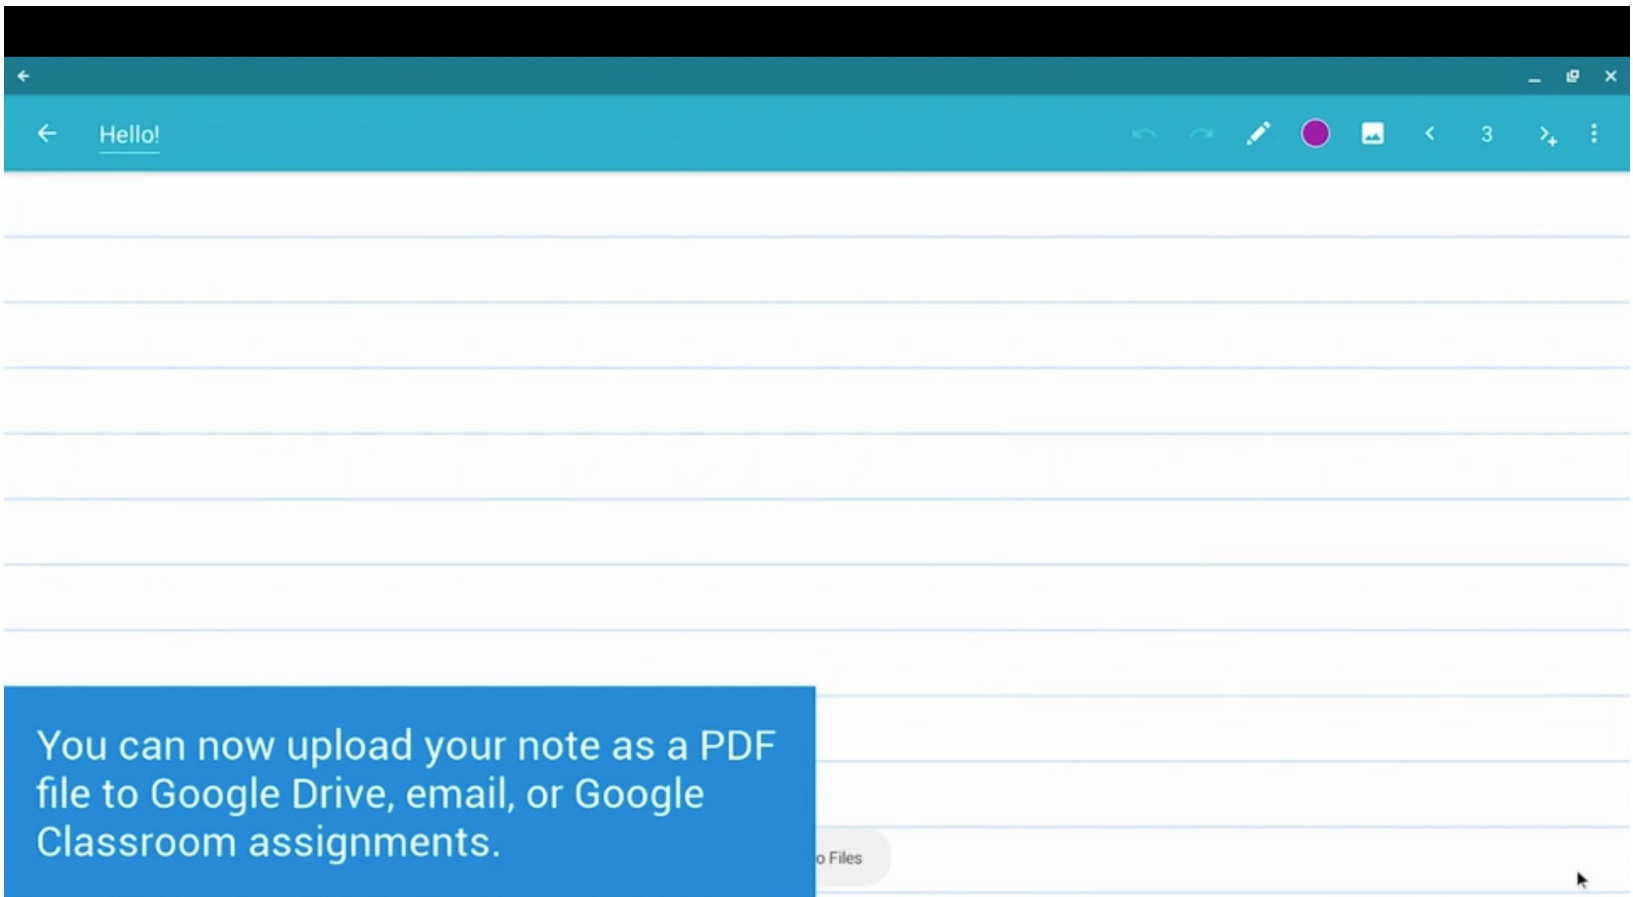 Hello!
3
You can now upload your note as a PDF
file to Google Drive, email, or Google
Classroom assignments.
o Files